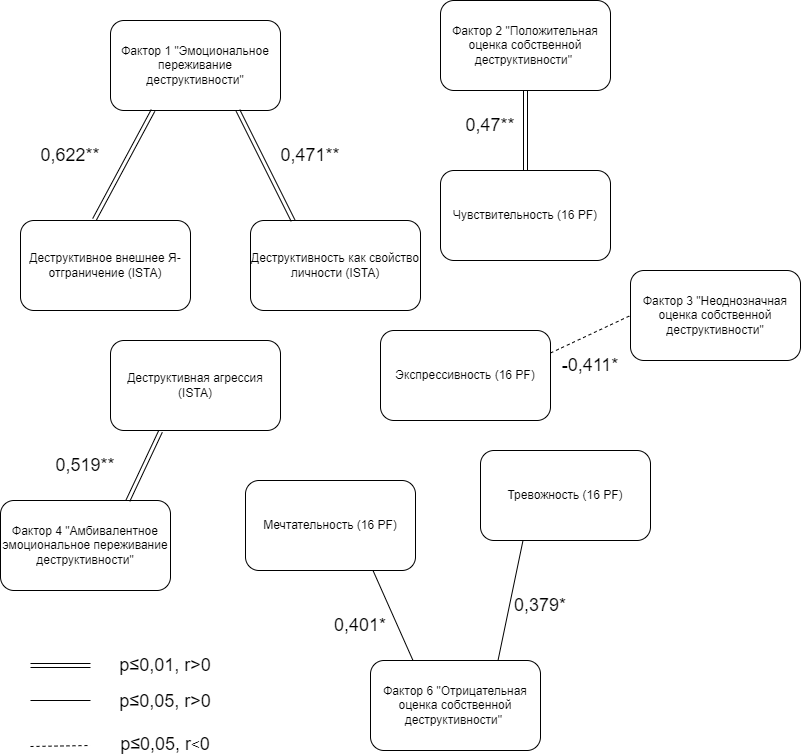 Фактор 1 "Эмоциональное
переживание
деструктивности"
Фактор 2 "Положительная
оценка собственной
деструктивности"
0,622**
0,471**
0,47**
Деструктивное внешнее Я-
отграничение (ISTA)
Деструктивность как свойство
личности (ISTA)
Чувствительность (16 PF)
Фактор 3 "Неоднозначная
оценка собственной
деструктивности"
Экспрессивность (16 PF)
-0,411*
Деструктивная агрессия
(ISTA)
0,519**
Фактор 4 "Амбивалентное
эмоциональное переживание
деструктивности"
Мечтательность (16 PF)
Тревожность (16 PF)
0,401*
0,379*
Фактор 6 "Отрицательная
оценка собственной
деструктивности"
p≤0,01, r>0
p≤0,05, r>0
p≤0,05, r<0